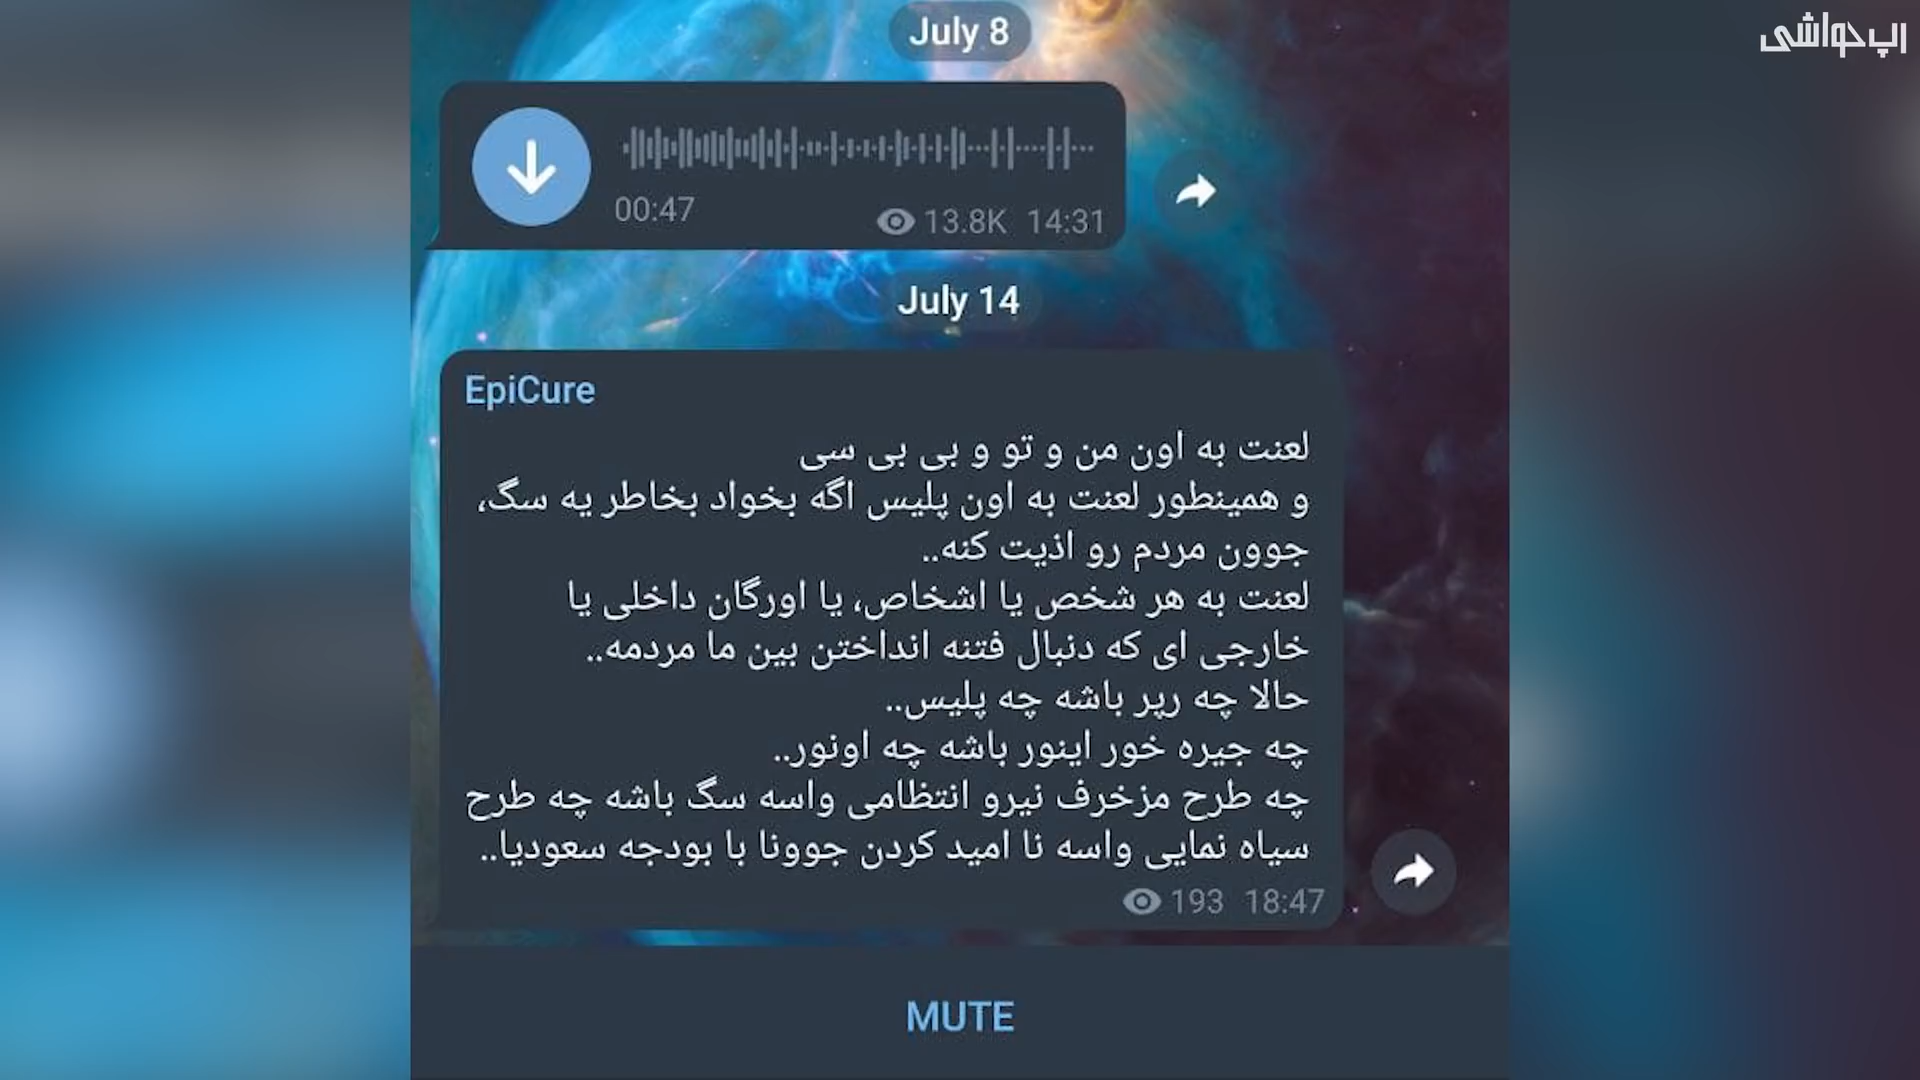 رپ حواشی
July 8
00:47
13.8K 14:31
July 14
EpiCure
لعنت به اون من و تو و بی بی سی
و همینطور لعنت به اون پلیس اگه بخواد بخاطر یه سگ،
جوون مردم رو اذیت کنه..
لعنت به هر شخص یا اشخاص، یا اورگان داخلی یا
خارجی ای که دنبال فتنه انداختن بین ما مردمه..
حالا چه رپر باشه چه پلیس..
چه جیره خور اینور باشه چه اونور..
چه طرح مزخرف نیرو انتظامی واسه سگ باشه چه طرح
سیاه نمایی واسه نا امید کردن جوونا با بودجه سعودیا..
193 18:47
MUTE